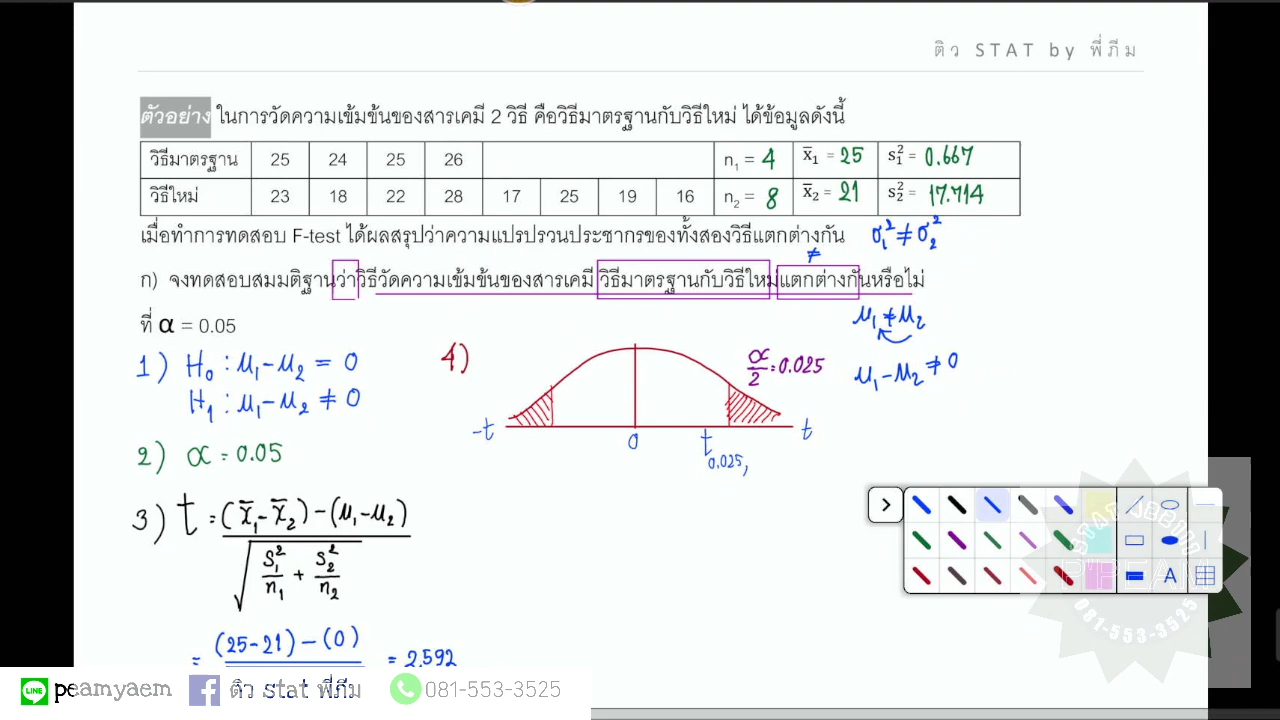 ติว STAT by พี่ภีม
ตัวอย่าง ในการวัดความเข้มข้นของสารเคมี 2 วิธี คือวิธีมาตรฐานกับวิธีใหม่ ได้ข้อมูลดังนี้
วิธีมาตรฐาน 25 24 25 26 n₁ = 4 x̄₁ = 25 s₁² = 0.667
วิธีใหม่ 23 18 22 28 17 25 19 16 n₂ = 8 x̄₂ = 21 s₂² = 17.714
เมื่อทำการทดสอบ F-test ได้ผลสรุปว่าความแปรปรวนประชากรของทั้งสองวิธีแตกต่างกัน σ₁² ≠ σ₂²
≠
ก) จงทดสอบสมมติฐานว่าวิธีวัดความเข้มข้นของสารเคมี วิธีมาตรฐานกับวิธีใหม่แตกต่างกันหรือไม่
ที่ α = 0.05
μ₁ ≠ μ₂
μ₁ − μ₂ ≠ 0
1) H₀ : μ₁ − μ₂ = 0
H₁ : μ₁ − μ₂ ≠ 0
2) α = 0.05
3) t = (x̄₁ − x̄₂) − (μ₁ − μ₂)
√ s₁²/n₁ + s₂²/n₂
= (25−21) − (0) = 2.592
4)
α/2 = 0.025
-t 0 t₀.₀₂₅, t
A
STAT
081-553-3525
LINE peamyaem ติว stat พี่ภีม 081-553-3525